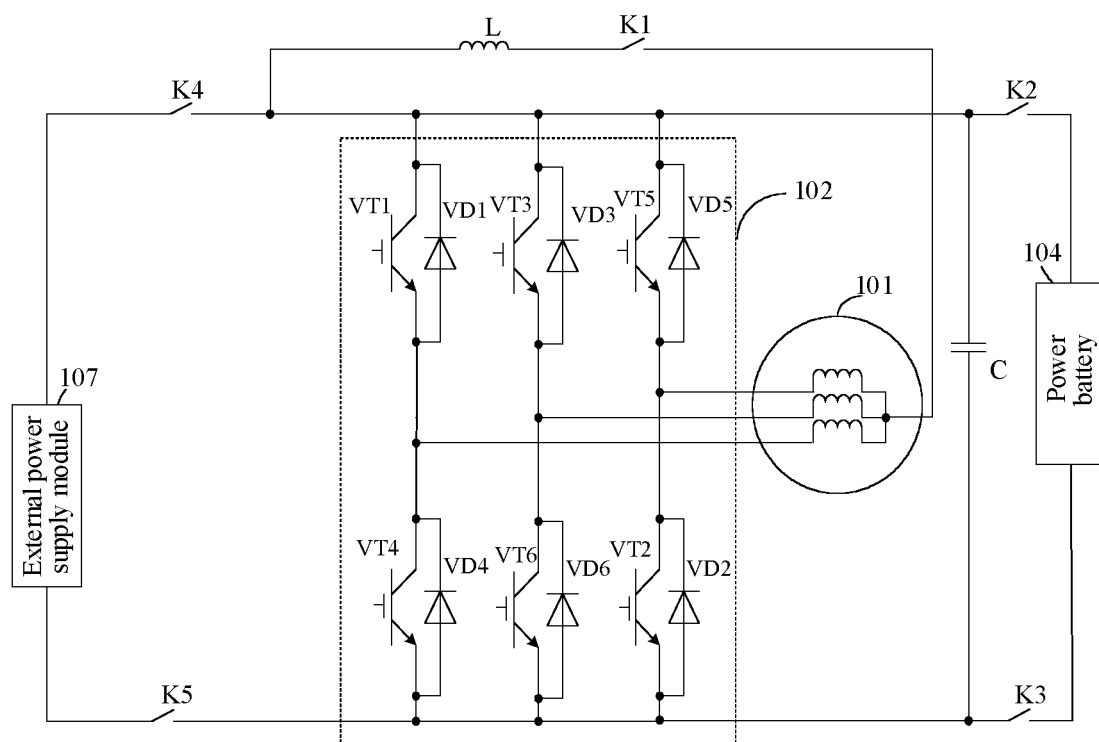 L
K1
K4
K2
102
VT1
VD1
VT3
VD3
VT5
VD5
104
101
Power
battery
C
107
External power
supply module
VT4
VD4
VT6
VD6
VT2
VD2
K5
K3